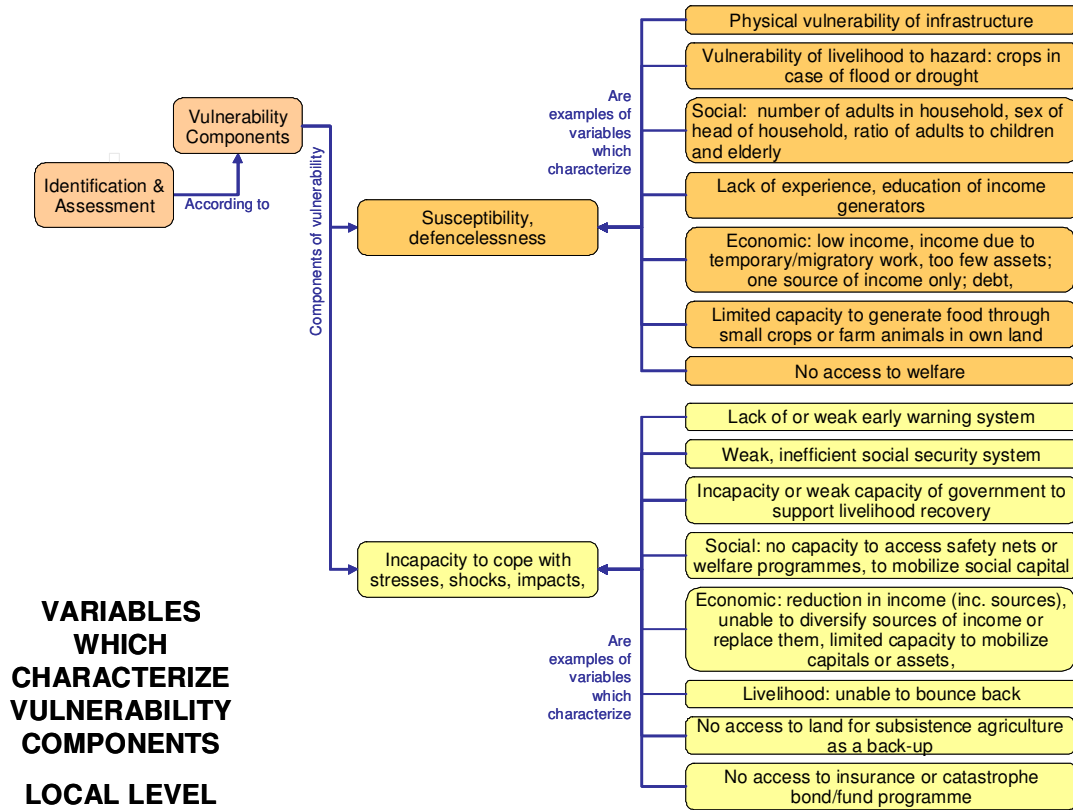 Identification &
Assessment
According to
Vulnerability
Components
Components of vulnerability
Susceptibility,
defencelessness
Are
examples of
variables
which
characterize
Physical vulnerability of infrastructure
Vulnerability of livelihood to hazard: crops in
case of flood or drought
Social:  number of adults in household, sex of
head of household, ratio of adults to children
and elderly
Lack of experience, education of income
generators
Economic: low income, income due to
temporary/migratory work, too few assets;
one source of income only; debt,
Limited capacity to generate food through
small crops or farm animals in own land
No access to welfare
Incapacity to cope with
stresses, shocks, impacts,
Are
examples of
variables
which
characterize
Lack of or weak early warning system
Weak, inefficient social security system
Incapacity or weak capacity of government to
support livelihood recovery
Social: no capacity to access safety nets or
welfare programmes, to mobilize social capital
Economic: reduction in income (inc. sources),
unable to diversify sources of income or
replace them, limited capacity to mobilize
capitals or assets,
Livelihood: unable to bounce back
No access to land for subsistence agriculture
as a back-up
No access to insurance or catastrophe
bond/fund programme
VARIABLES
WHICH
CHARACTERIZE
VULNERABILITY
COMPONENTS
LOCAL LEVEL